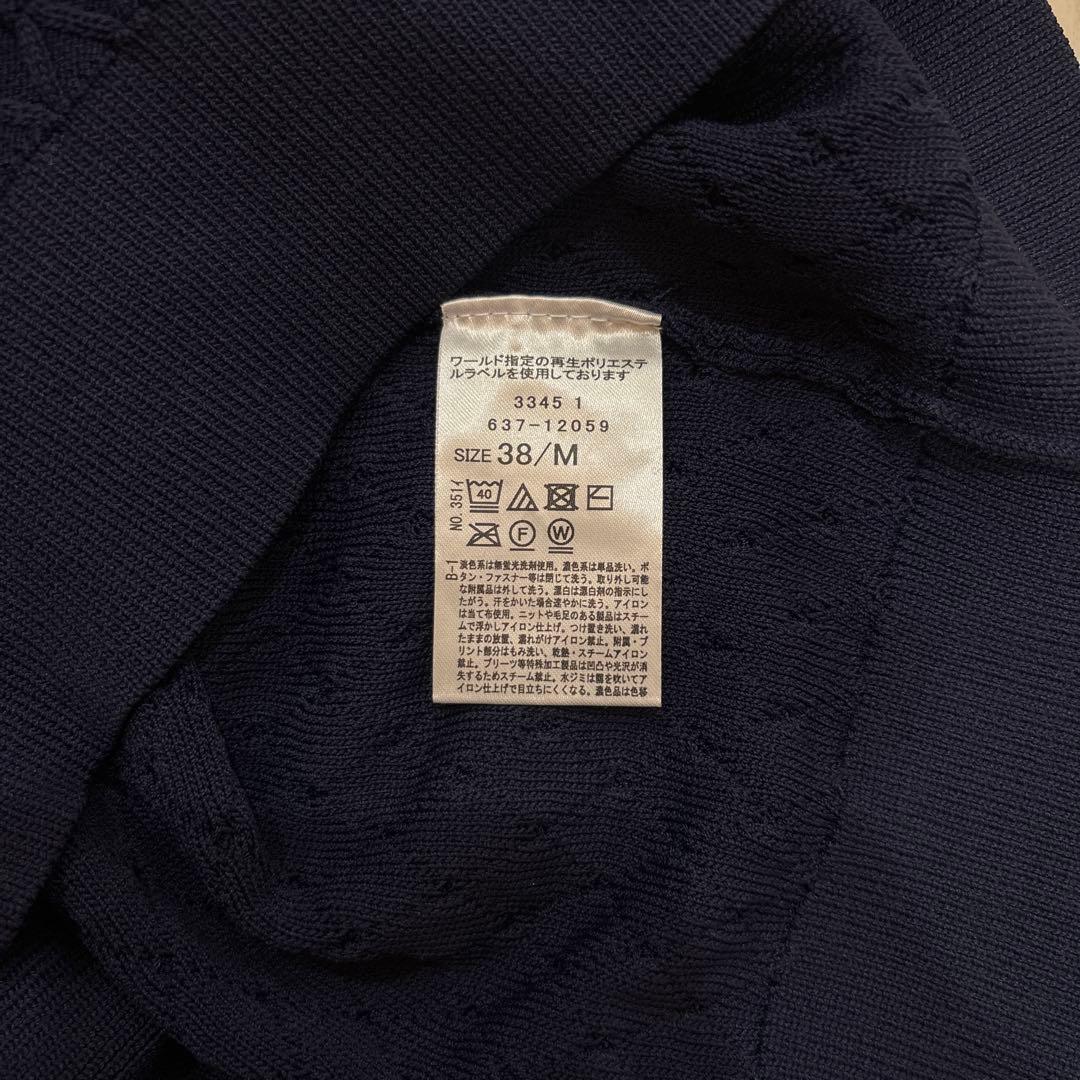 ワールド指定の再生ポリエステ
ルラベルを使用しております
3345 1
637-12059
SIZE 38/M
NO. 3514
40
F W
B-1
淡色系は無蛍光洗剤使用。濃色系は単品洗い。ボ
タン・ファスナー等は閉じて洗う。取り外し可能
な附属品は外して洗う。漂白は漂白剤の指示にし
たがう。汗をかいた場合速やかに洗う。アイロン
は当て布使用。ニットや毛足のある製品はスチー
ムで浮かしアイロン仕上げ。つけ置き洗い、濡れ
たままの放置、濡れがけアイロン禁止。附属・プ
リント部分はもみ洗い、乾熱・スチームアイロン
禁止。プリーツ等特殊加工製品は凹凸や光沢が消
失するためスチーム禁止。水ジミは霧を吹いてア
イロン仕上げで目立ちにくくなる。濃色品は色移